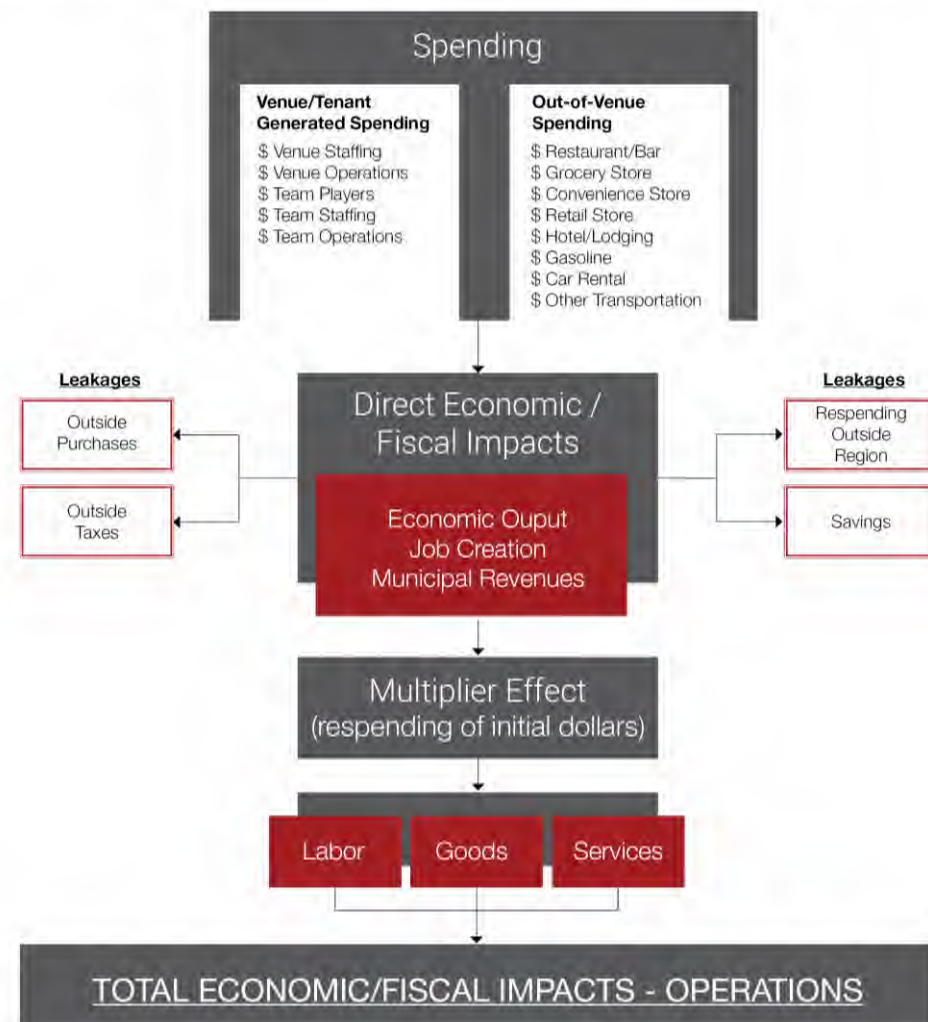 Spending
Venue/Tenant
Generated Spending
$ Venue Staffing
$ Venue Operations
$ Team Players
$ Team Staffing
$ Team Operations
Out-of-Venue
Spending
$ Restaurant/Bar
$ Grocery Store
$ Convenience Store
$ Retail Store
$ Hotel/Lodging
$ Gasoline
$ Car Rental
$ Other Transportation
Leakages
Outside
Purchases
Outside
Taxes
Direct Economic /
Fiscal Impacts
Economic Ouput
Job Creation
Municipal Revenues
Leakages
Respending
Outside
Region
Savings
Multiplier Effect
(respending of initial dollars)
Labor
Goods
Services
TOTAL ECONOMIC/FISCAL IMPACTS - OPERATIONS